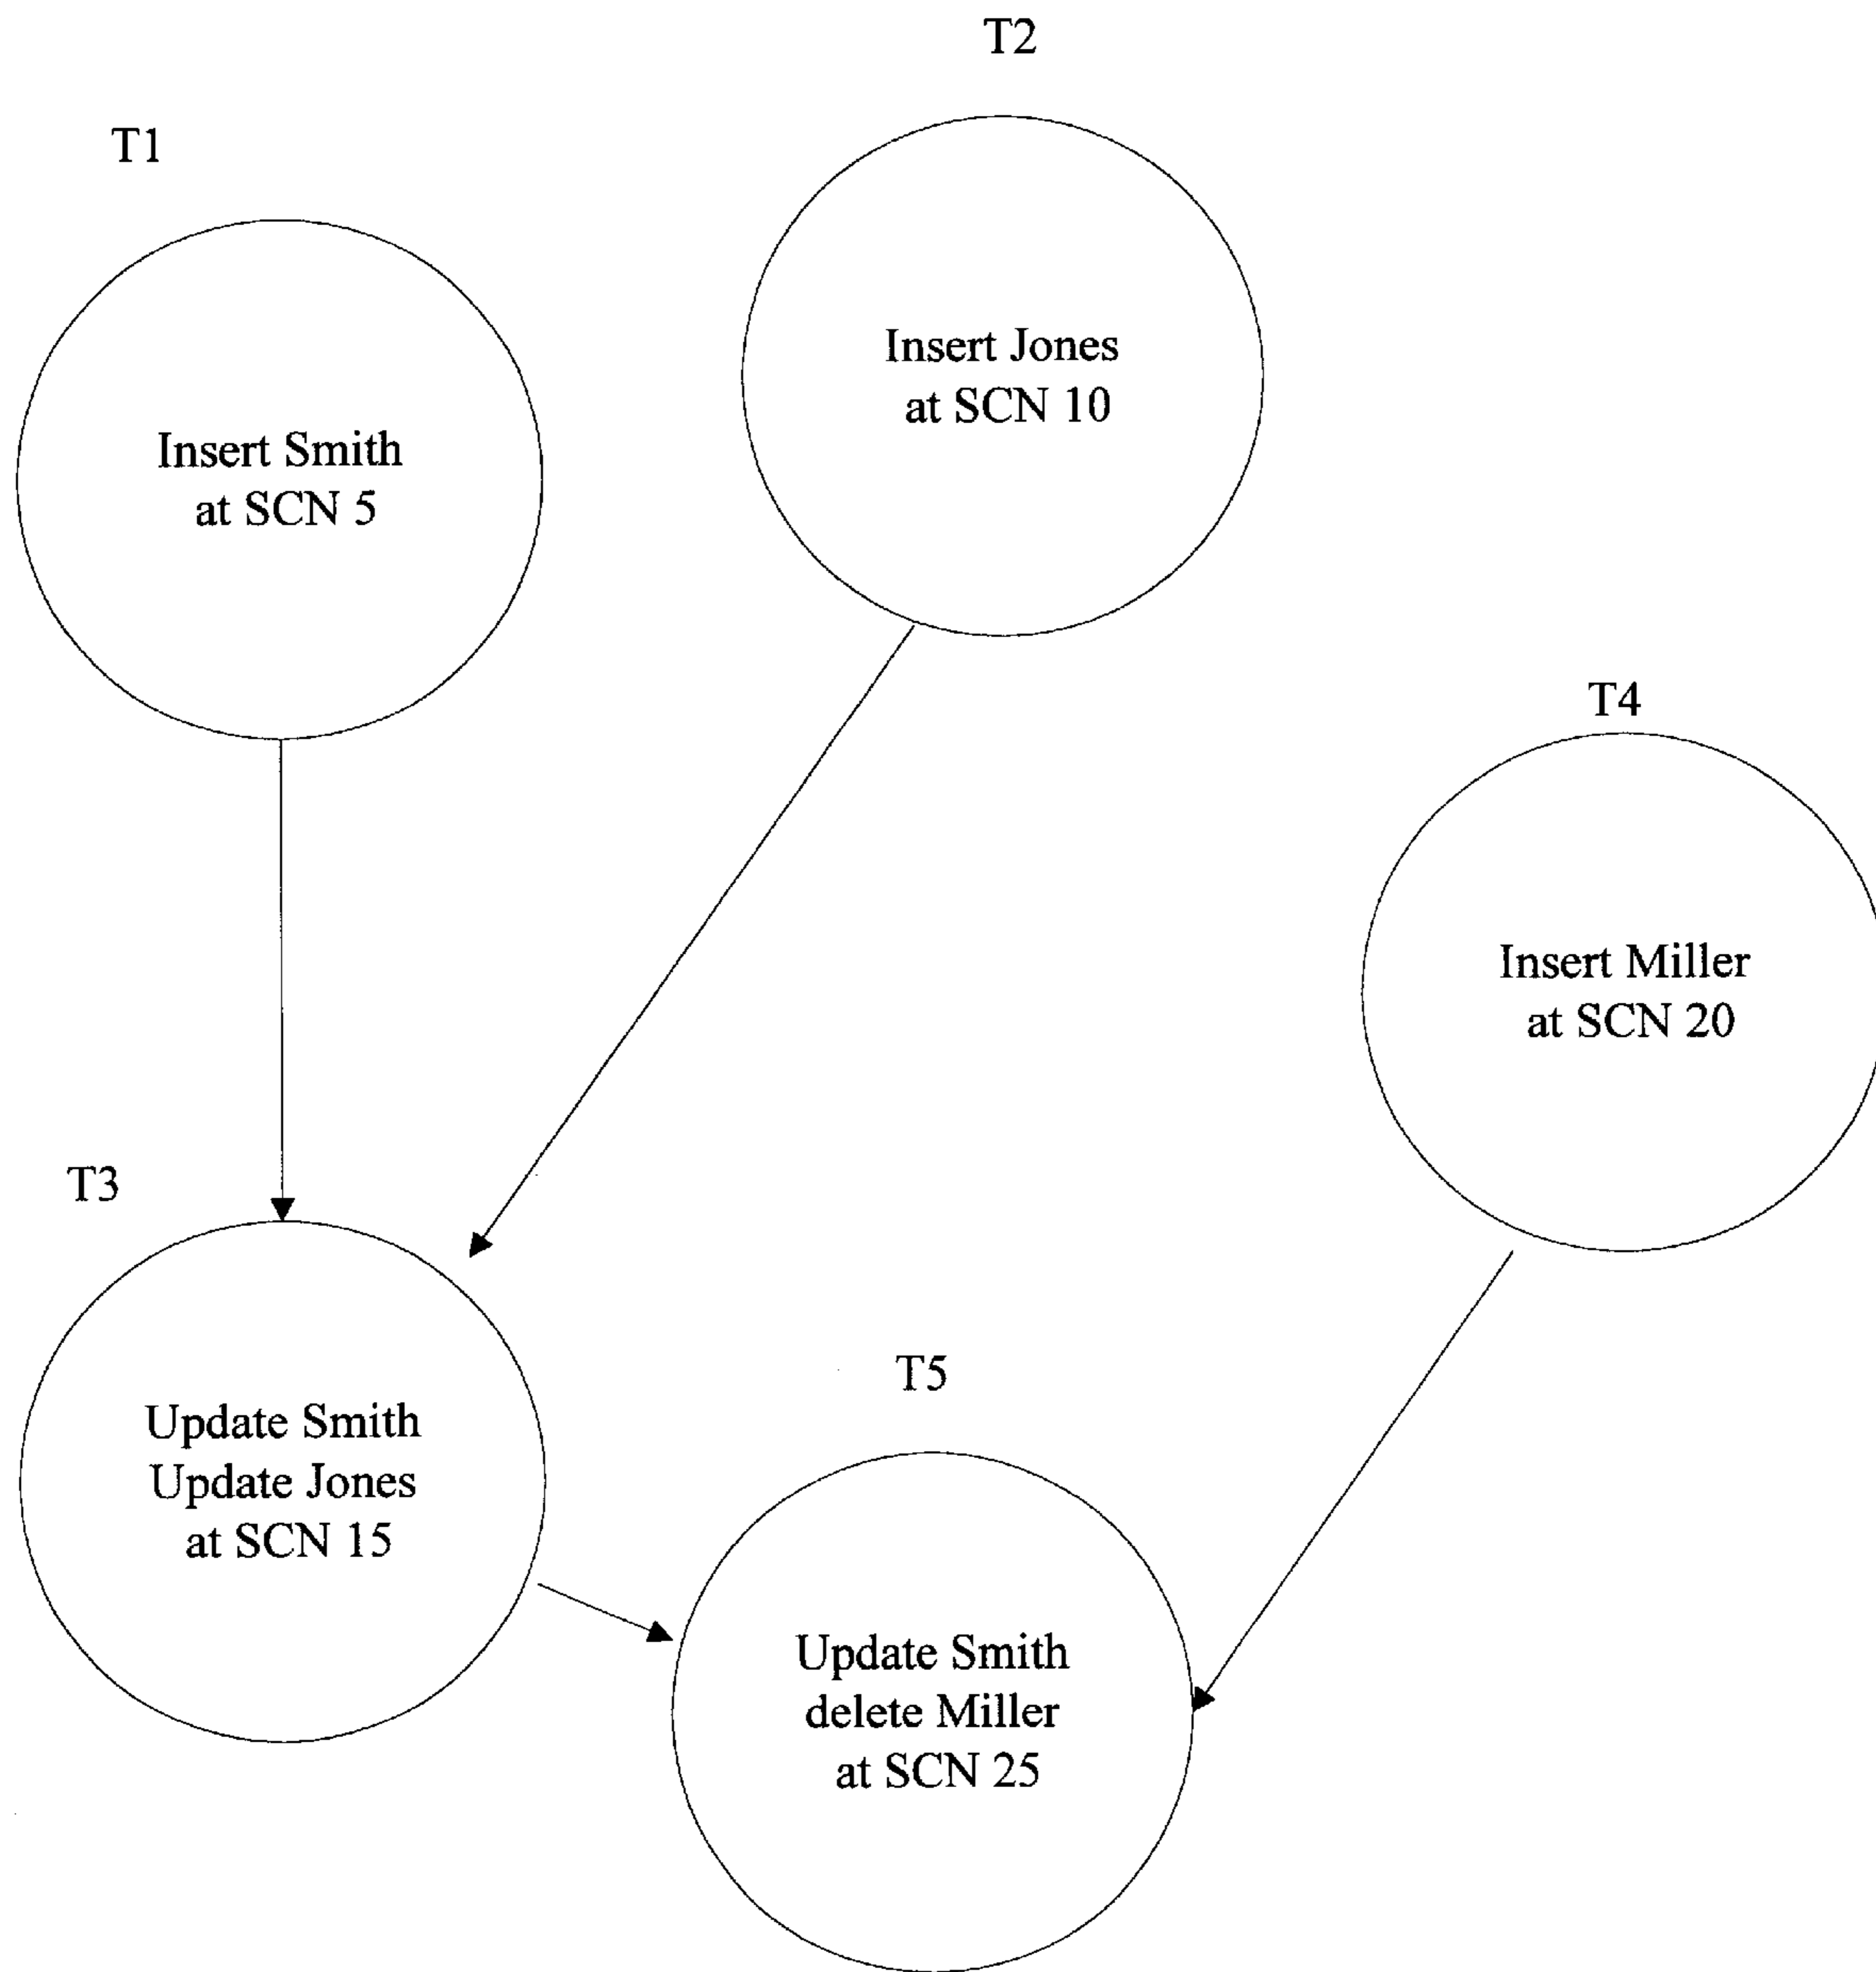 T2
T1
Insert Jones
at SCN 10
Insert Smith
at SCN 5
T4
Insert Miller
at SCN 20
T3
T5
Update Smith
Update Jones
at SCN 15
Update Smith
delete Miller
at SCN 25